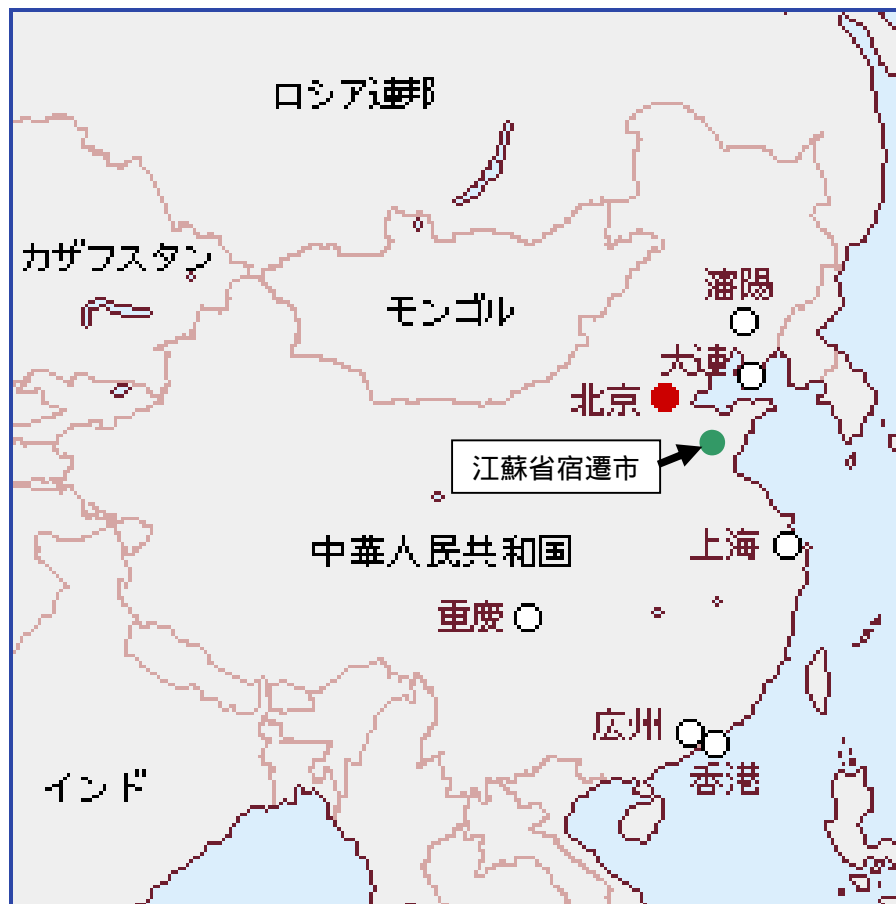 ロシア連邦
カザフスタン
モンゴル
瀋陽
大連
北京
江蘇省宿遷市
中華人民共和国
上海
重慶
広州
香港
インド